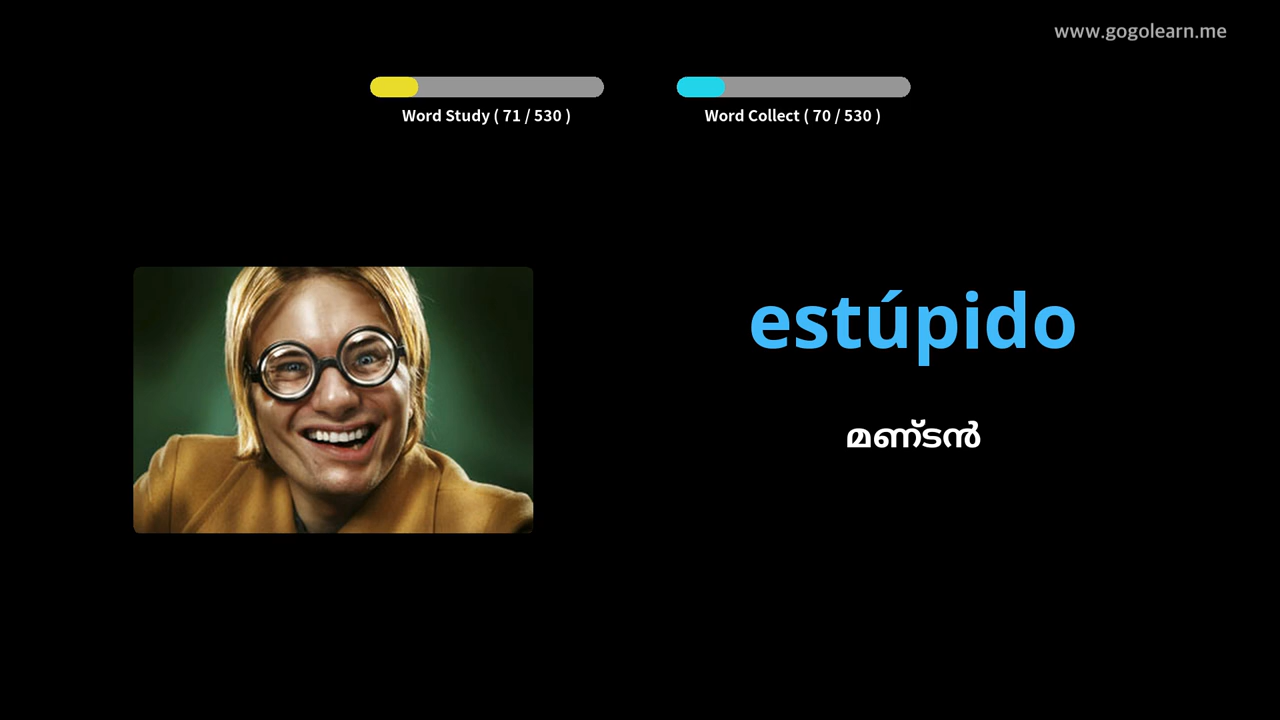 www.gogolearn.me
Word Study ( 71 / 530 )
Word Collect ( 70 / 530 )
estúpido
മണ്ടൻ